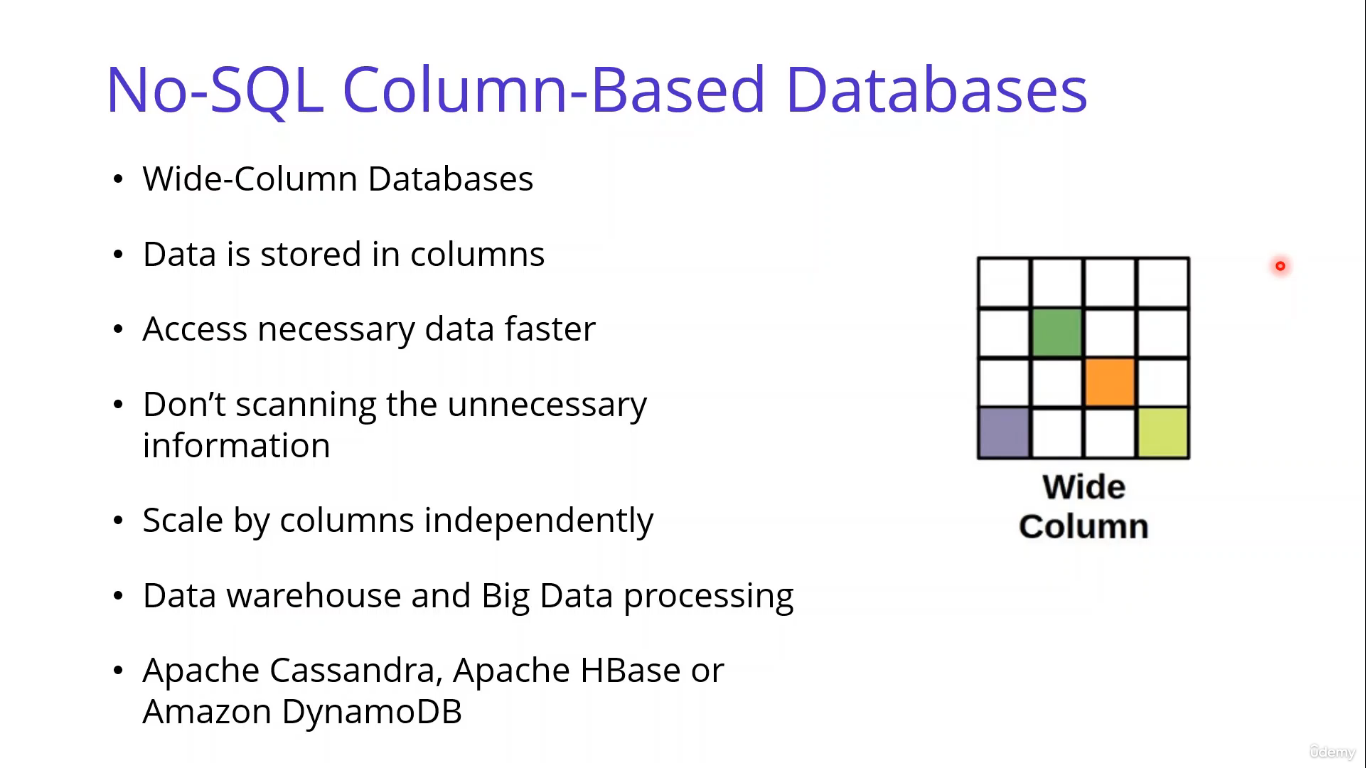 No-SQL Column-Based Databases
• Wide-Column Databases
• Data is stored in columns
• Access necessary data faster
• Don’t scanning the unnecessary
information
• Scale by columns independently
• Data warehouse and Big Data processing
• Apache Cassandra, Apache HBase or
Amazon DynamoDB
Wide
Column
Udemy